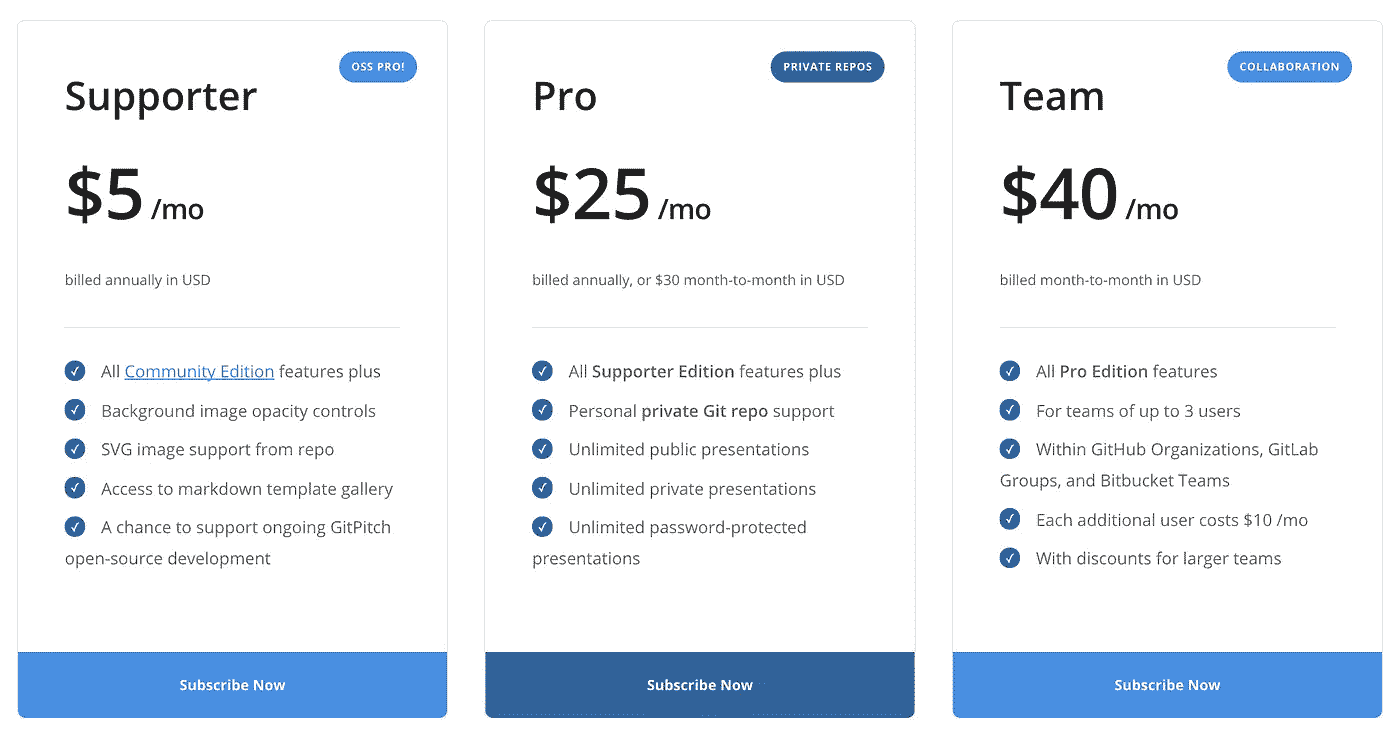 OSS PRO!
Supporter
$5 /mo
billed annually in USD
All Community Edition features plus
Background image opacity controls
SVG image support from repo
Access to markdown template gallery
A chance to support ongoing GitPitch
open-source development
Subscribe Now
PRIVATE REPOS
Pro
$25 /mo
billed annually, or $30 month-to-month in USD
All Supporter Edition features plus
Personal private Git repo support
Unlimited public presentations
Unlimited private presentations
Unlimited password-protected
presentations
Subscribe Now
COLLABORATION
Team
$40 /mo
billed month-to-month in USD
All Pro Edition features
For teams of up to 3 users
Within GitHub Organizations, GitLab
Groups, and Bitbucket Teams
Each additional user costs $10 /mo
With discounts for larger teams
Subscribe Now